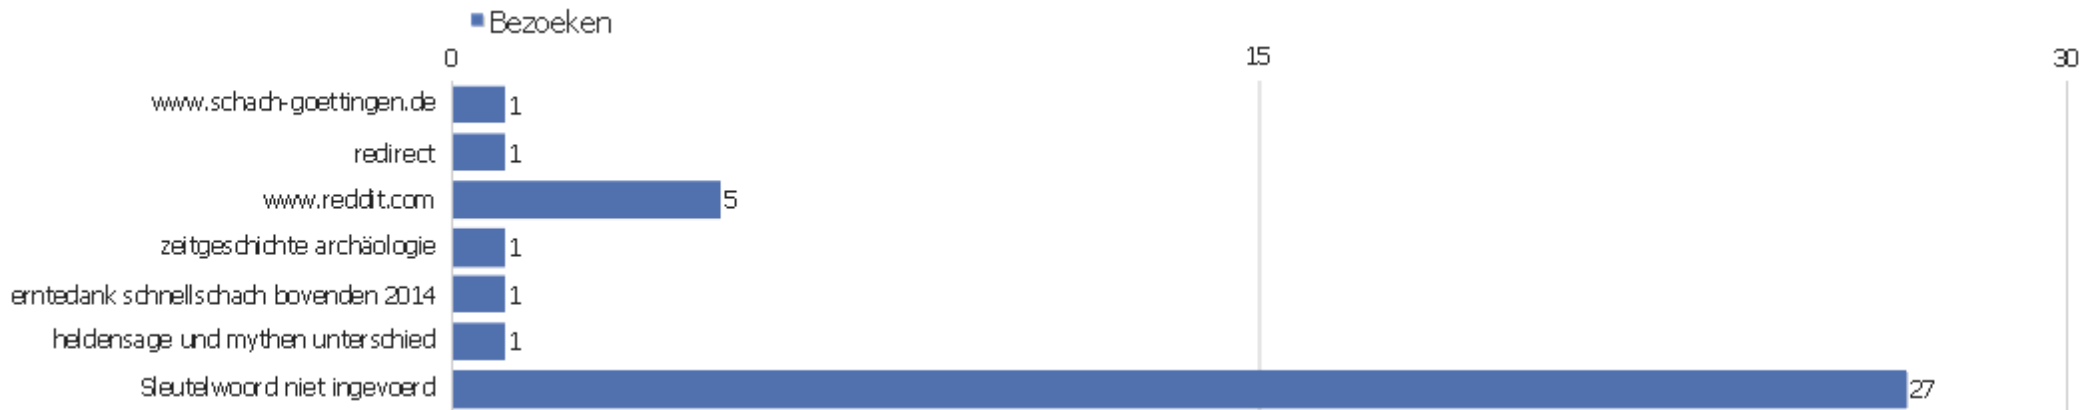 Bezoeken
0 15 30
www.schach-goettingen.de 1
redirect 1
www.reddit.com 5
zeitgeschichte archäologie 1
erntedank schnellschach bovenden 2014 1
heldensage und mythen unterschied 1
Sleutelwoord niet ingevoerd 27